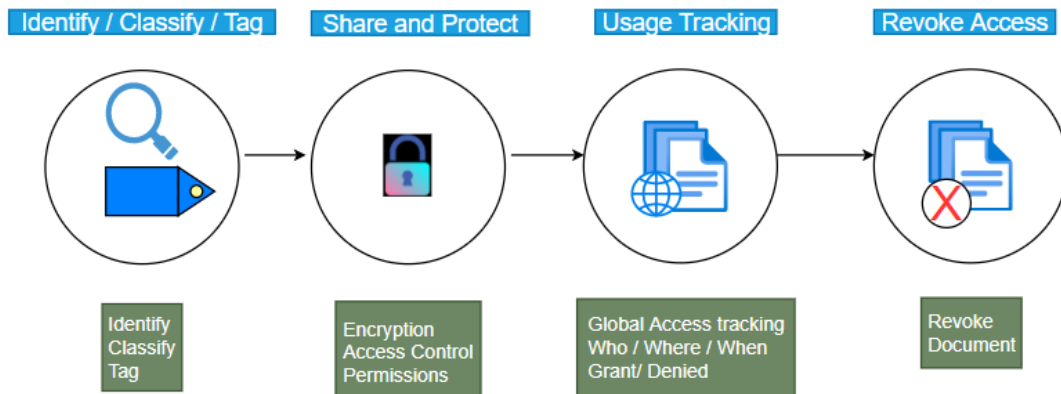 Identify / Classify / Tag
Share and Protect
Usage Tracking
Revoke Access
X
Identify
Classify
Tag
Encryption
Access Control
Permissions
Global Access tracking
Who / Where / When
Grant/ Denied
Revoke
Document